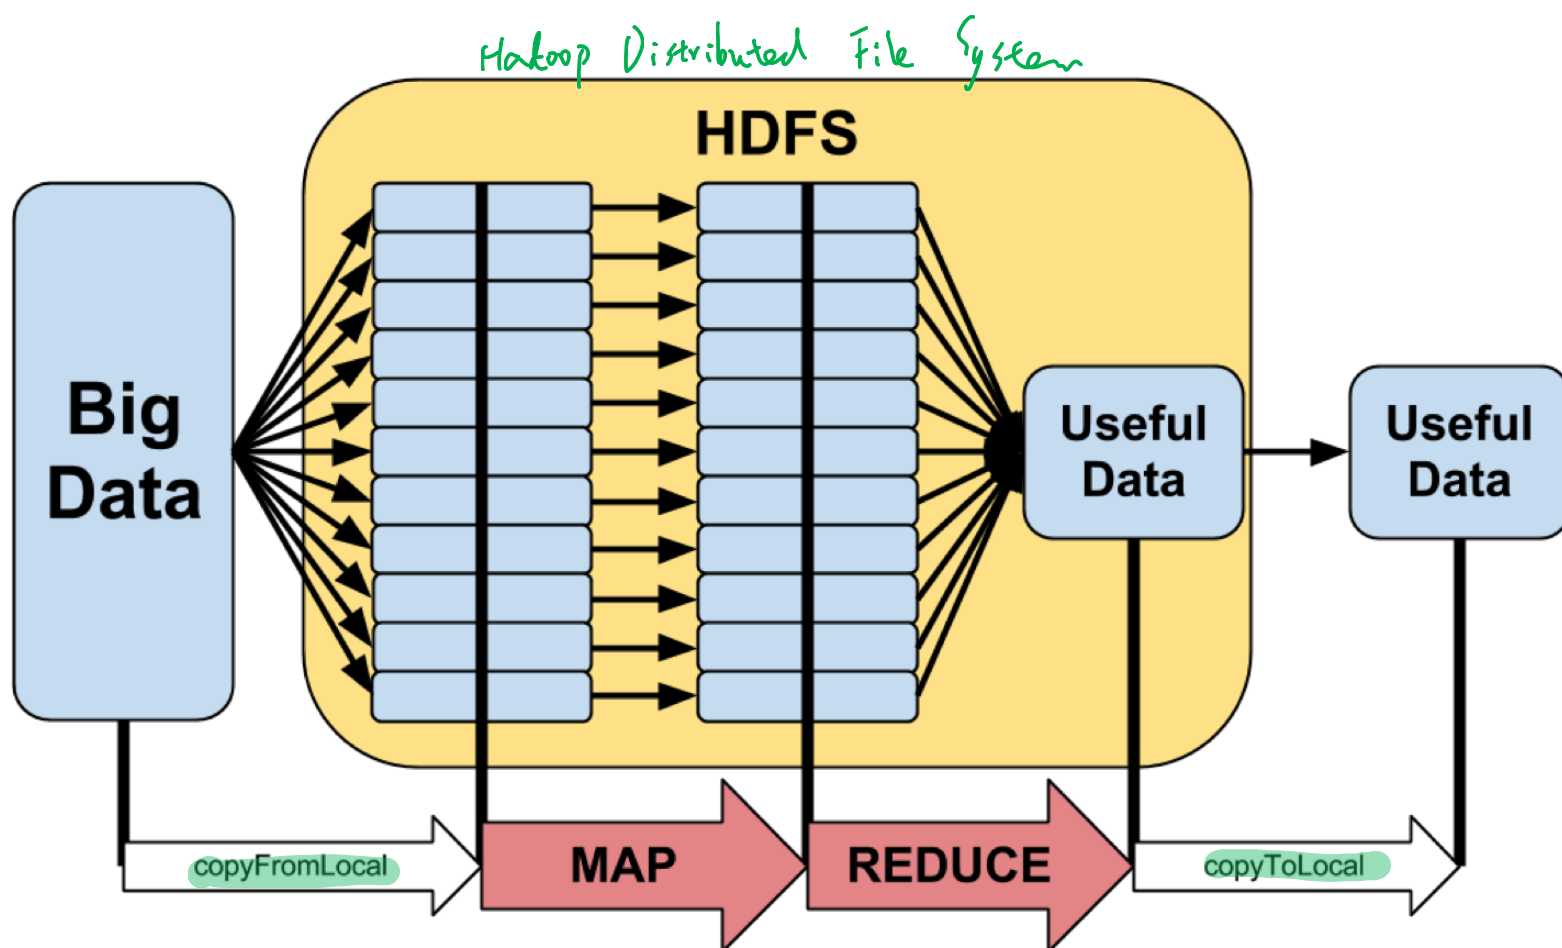 Hadoop Distributed File System
HDFS
Big
Data
Useful
Data
Useful
Data
copyFromLocal
MAP
REDUCE
copyToLocal